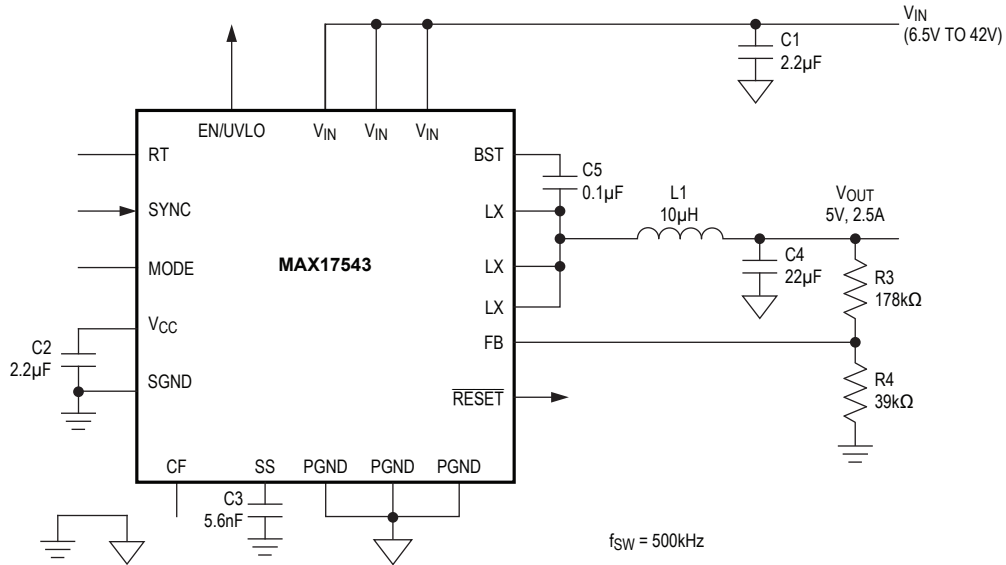 VIN
(6.5V TO 42V)
C1
2.2µF
EN/UVLO
VIN
VIN
VIN
RT
BST
C5
0.1µF
SYNC
LX
L1
10µH
VOUT
5V, 2.5A
MODE
MAX17543
LX
C4
22µF
R3
178kΩ
LX
VCC
C2
2.2µF
FB
SGND
RESET
R4
39kΩ
CF
SS
PGND
PGND
PGND
C3
5.6nF
fSW = 500kHz